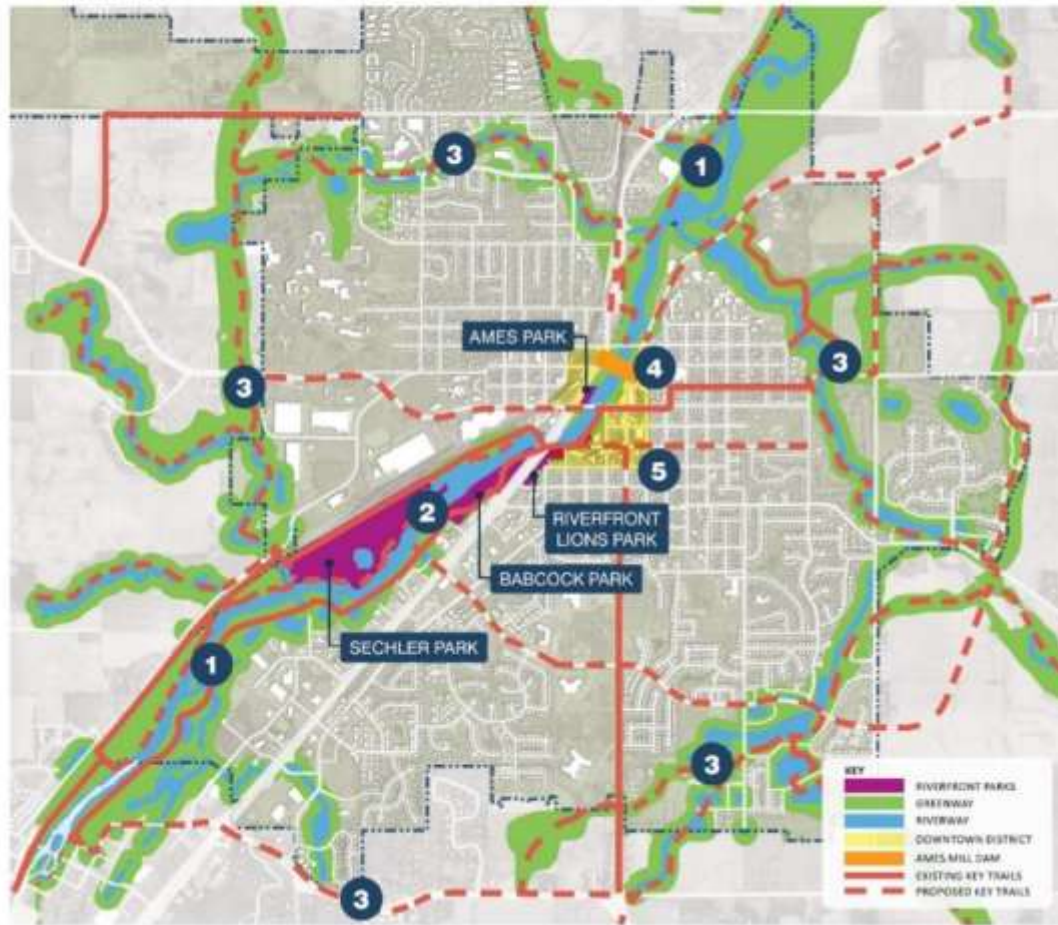 3
1
AMES PARK
4
3
3
5
2
RIVERFRONT
LIONS PARK
BABCOCK PARK
SECHLER PARK
1
3
3
KEY
RIVERFRONT PARKS
GREENWAY
RIVERWAY
DOWNTOWN DISTRICT
AMES MILL DAM
EXISTING KEY TRAILS
PROPOSED KEY TRAILS